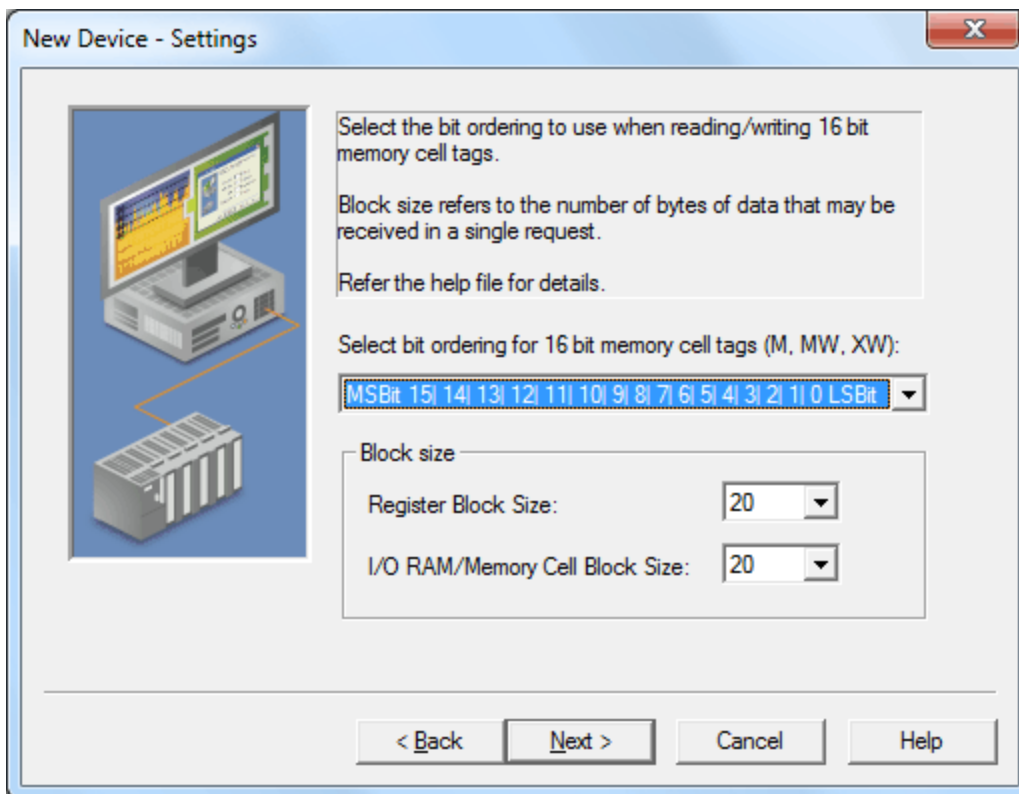 New Device - Settings
Select the bit ordering to use when reading/writing 16 bit
memory cell tags.
Block size refers to the number of bytes of data that may be
received in a single request.
Refer the help file for details.
Select bit ordering for 16 bit memory cell tags (M, MW, XW):
MSBit 15| 14| 13| 12| 11| 10| 9| 8| 7| 6| 5| 4| 3| 2| 1| 0 LSBit
Block size
Register Block Size: 20
I/O RAM/Memory Cell Block Size: 20
< Back Next > Cancel Help